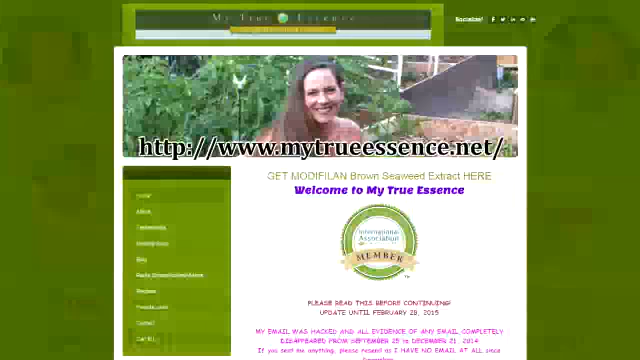 My True Essence
Socialize!
http://www.mytrueessence.net/
GET MODIFILAN Brown Seaweed Extract HERE
Welcome to My True Essence
International
Association
MEMBER
Home
About
Testimonials
Blog
Recipes
Contact
PLEASE READ THIS BEFORE CONTINUING!
UPDATE UNTIL FEBRUARY 28, 2015
MY EMAIL WAS HACKED AND ALL EVIDENCE OF ANY EMAIL COMPLETELY
DISAPPEARED FROM SEPTEMBER 25 to DECEMBER 21, 2014
If you sent me anything, please resend as I HAVE NO EMAIL AT ALL since